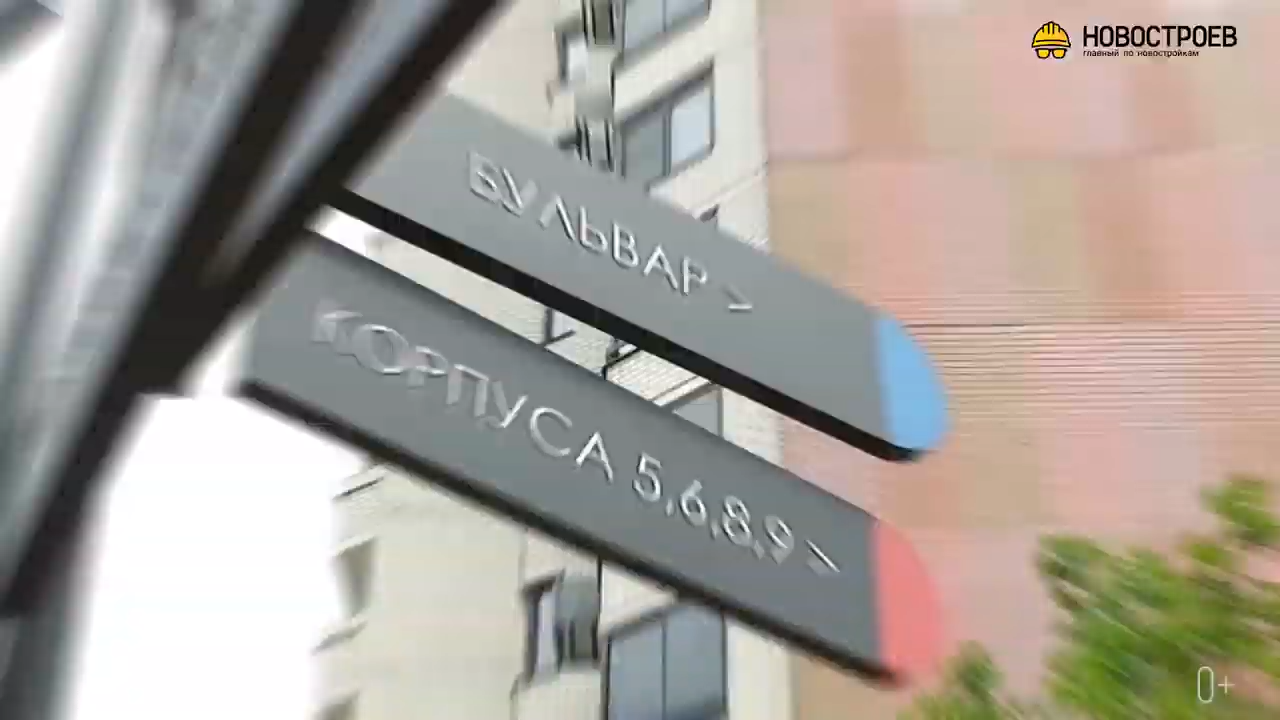 НОВОСТРОЕВ
главный по новостройкам
БУЛЬВАР >
КОРПУСА 5,6,8,9 >
0+